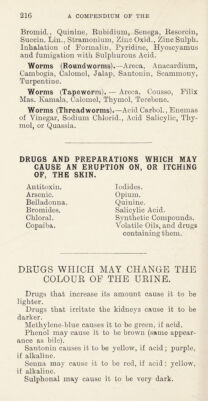 216 A COMPENDIUM OF THE
Bromid., Quinine, Rubidium, Senega, Resorcin,
Succin, Lin., Stramonium, Zinc Oxid., Zinc Sulph.
Inhalation of Formalin, Pyridine, Hyoscyamus
and fumigation with Sulphurous Acid.
Worms (Roundworms).—Areca, Anacardium,
Cambogia, Calomel, Jalap, Santonin, Scammony,
Turpentine.
Worms (Tapeworm).—Areca, Cousso, Filix
Mas. Kamala, Calomel, Thymol, Terebene.
Worms (Threadworms).—Acid Carbol., Enemas
of Vinegar, Sodium Chlorid., Acid Salicylic, Thy-
mol, or Quassia.
DRUGS AND PREPARATIONS WHICH MAY
CAUSE AN ERUPTION ON, OR ITCHING
OF, THE SKIN.
Antitoxin.
Arsenic.
Belladonna.
Bromides.
Chloral.
Copaiba.
Iodides.
Opium.
Quinine.
Salicylic Acid.
Synthetic Compounds.
Volatile Oils, and drugs
containing them.
DRUGS WHICH MAY CHANGE THE
COLOUR OF THE URINE.
Drugs that increase its amount cause it to be
lighter.
Drugs that irritate the kidneys cause it to be
darker.
Methylene-blue causes it to be green, if acid.
Phenol may cause it to be brown (same appear-
ance as bile).
Santonin causes it to be yellow, if acid; purple,
if alkaline.
Senna may cause it to be red, if acid; yellow,
if alkaline.
Sulphonal may cause it to be very dark.